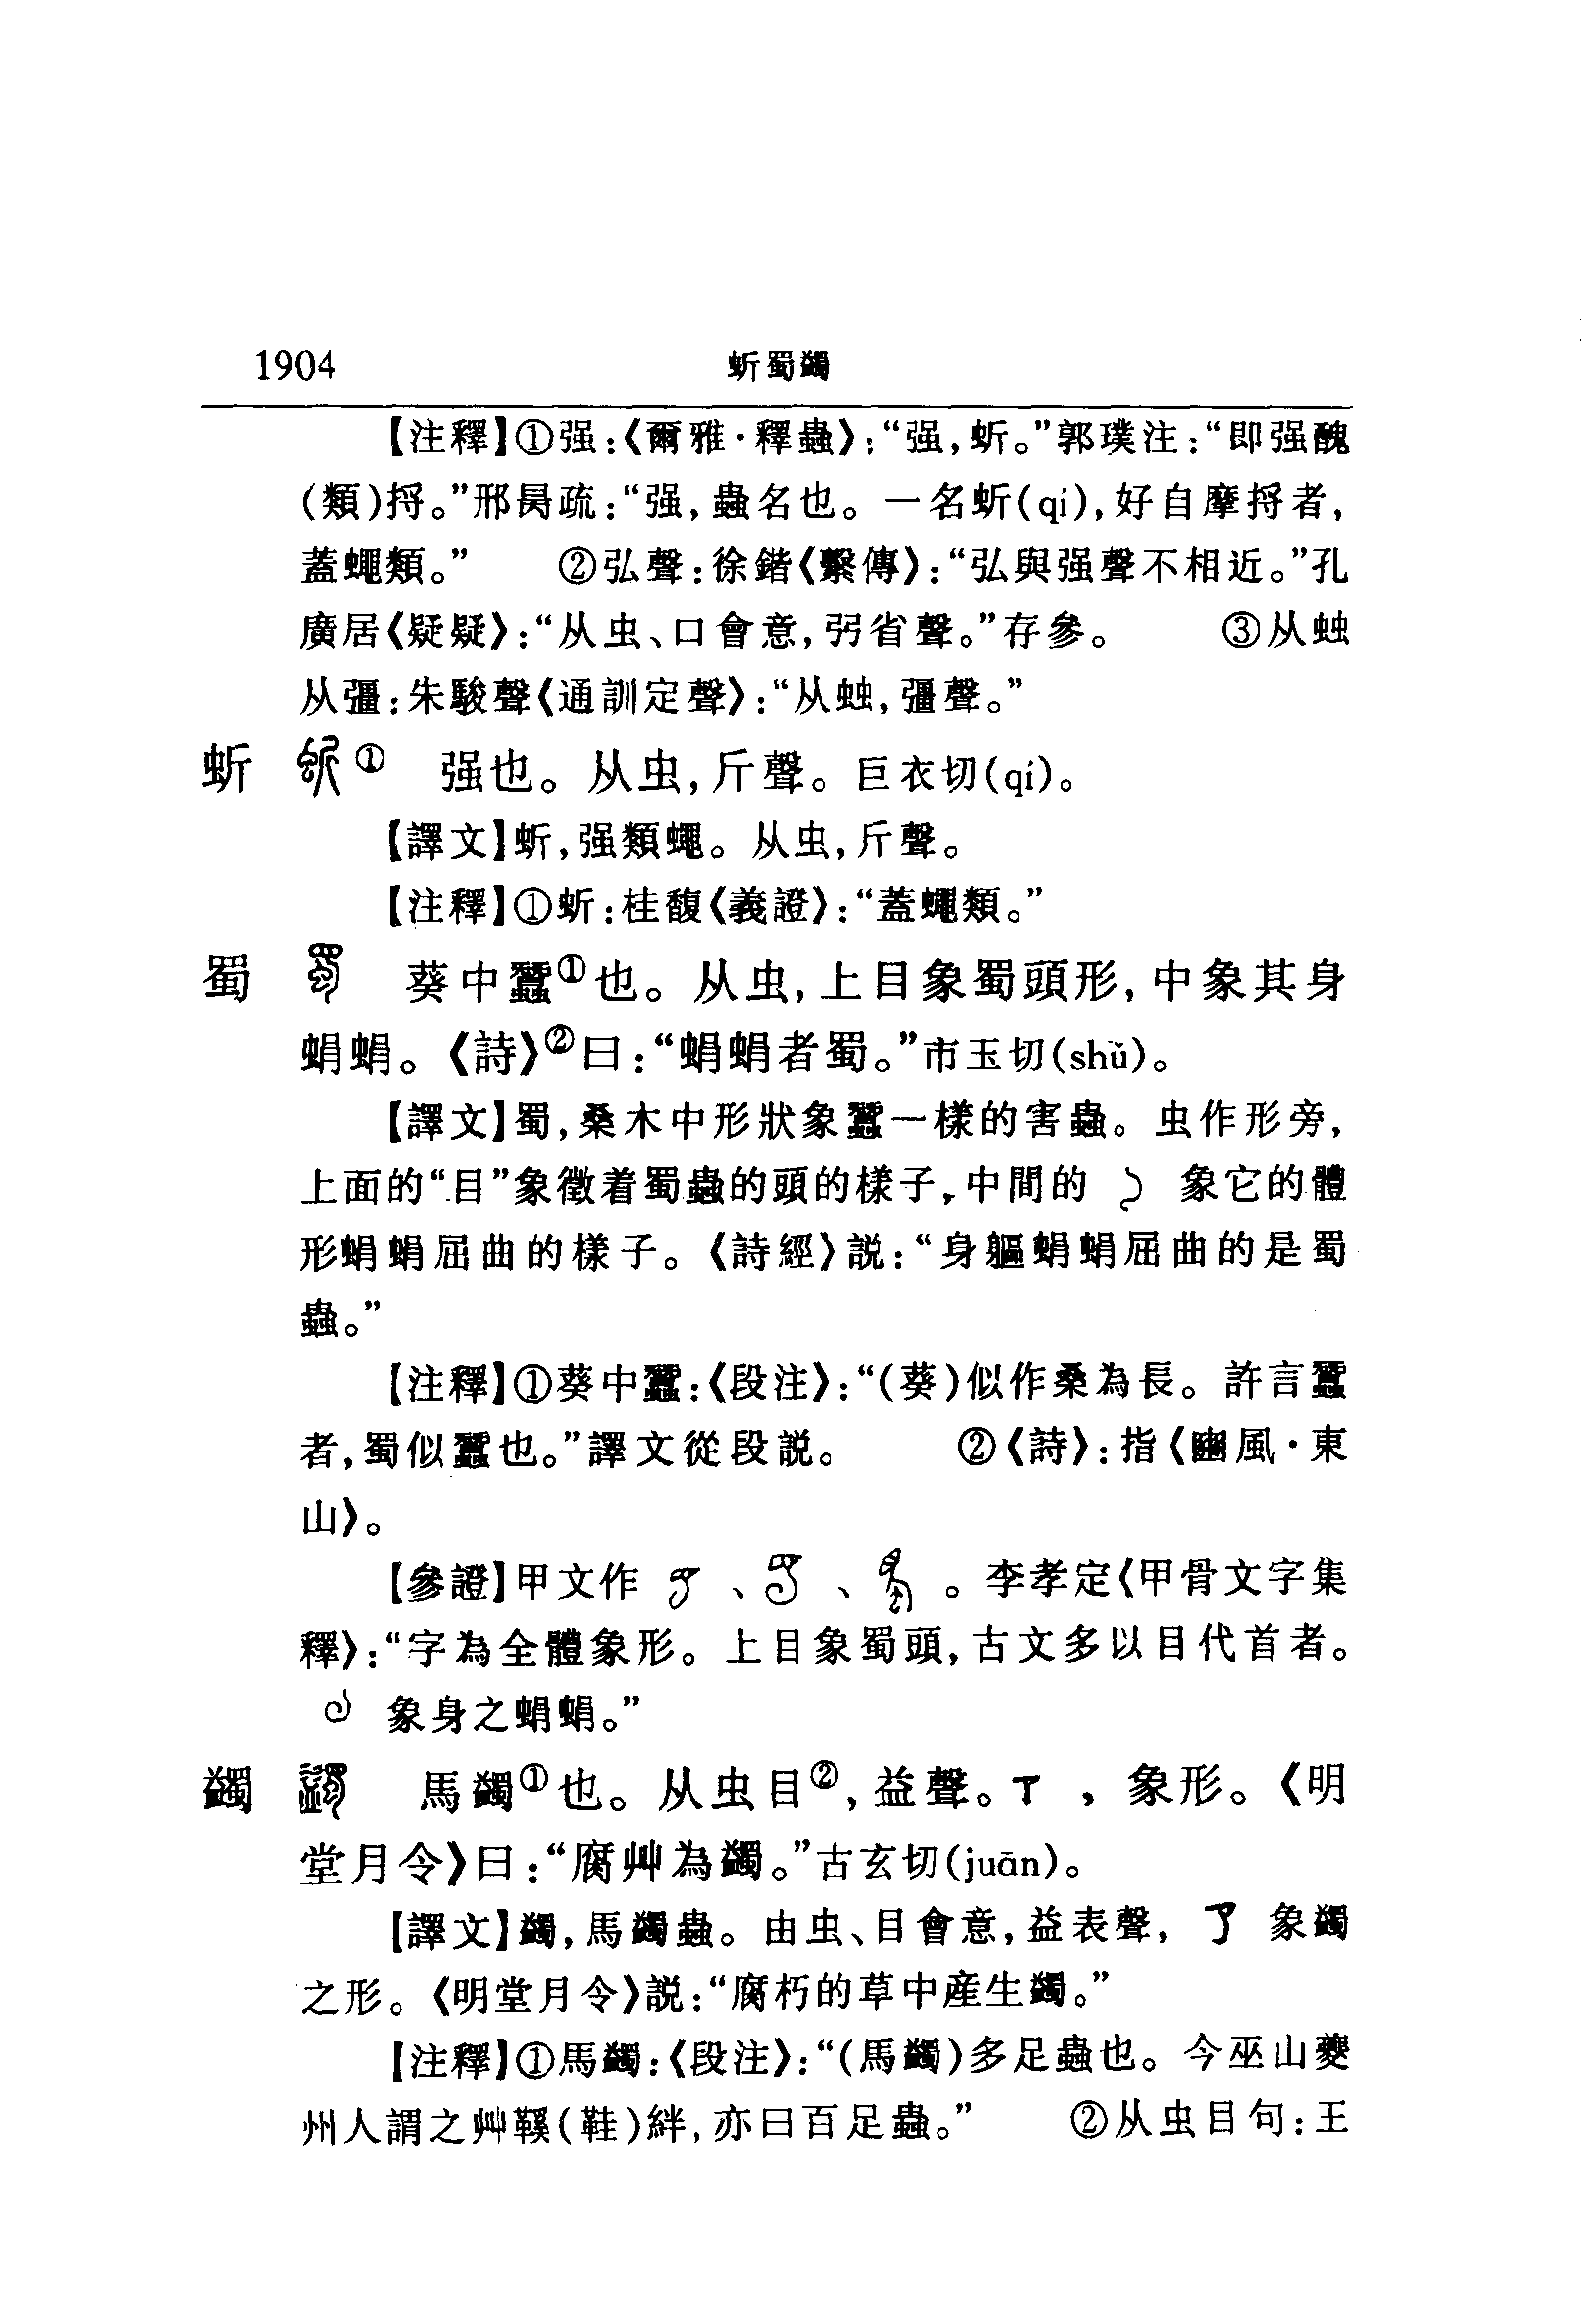 1904 蚚蜀蠲
【注釋】①强:《爾雅·釋蟲》:“强,蚚。”郭璞注:“即强醜
(類)捋。”邢昺疏:“强,蟲名也。一名蚚(qí),好自摩捋者,
蓋蠅類。” ②弘聲:徐鍇《繫傳》:“弘與强聲不相近。”孔
廣居《疑疑》:“从虫、口會意,弜省聲。”存參。 ③从䖵
从彊:朱駿聲《通訓定聲》:“从䖵,彊聲。”
蚚 ① 强也。从虫,斤聲。巨衣切(qí)。
【譯文】蚚,强類蠅。从虫,斤聲。
【注釋】①蚚:桂馥《義證》:“蓋蠅類。”
蜀 葵中蠶①也。从虫,上目象蜀頭形,中象其身
蜎蜎。《詩》②曰:“蜎蜎者蜀。”市玉切(shǔ)。
【譯文】蜀,桑木中形狀象蠶一樣的害蟲。虫作形旁,
上面的“目”象徵着蜀蟲的頭的樣子,中間的 象它的體
形蜎蜎屈曲的樣子。《詩經》説:“身軀蜎蜎屈曲的是蜀
蟲。”
【注釋】①葵中蠶:《段注》:“(葵)似作桑為長。許言蠶
者,蜀似蠶也。”譯文從段説。 ②《詩》:指《豳風·東
山》。
【參證】甲文作 、 、 。李孝定《甲骨文字集
釋》:“字為全體象形。上目象蜀頭,古文多以目代首者。
象身之蜎蜎。”
蠲 馬蠲①也。从虫目②,益聲。 ,象形。《明
堂月令》曰:“腐艸為蠲。”古玄切(juān)。
【譯文】蠲,馬蠲蟲。由虫、目會意,益表聲, 象蠲
之形。《明堂月令》説:“腐朽的草中産生蠲。”
【注釋】①馬蠲:《段注》:“(馬蠲)多足蟲也。今巫山夔
州人謂之艸鞵(鞋)絆,亦曰百足蟲。” ②从虫目句:王